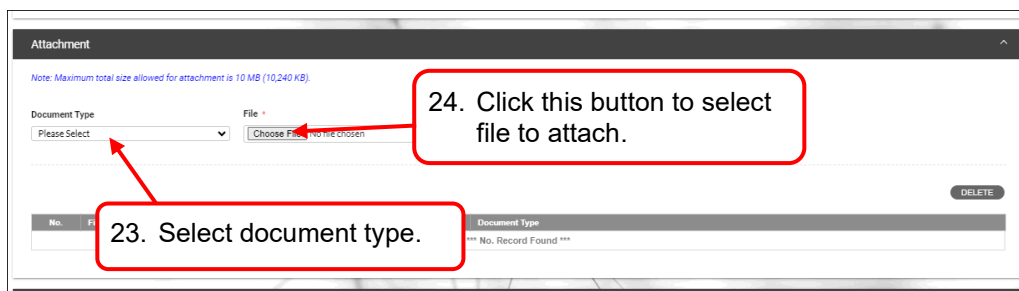 Attachment
Note: Maximum total size allowed for attachment is 10 MB (10,240 KB).
Document Type
File *
Please Select
Choose File No file chosen
24. Click this button to select
file to attach.
DELETE
No.
Document Type
*** No. Record Found ***
23. Select document type.